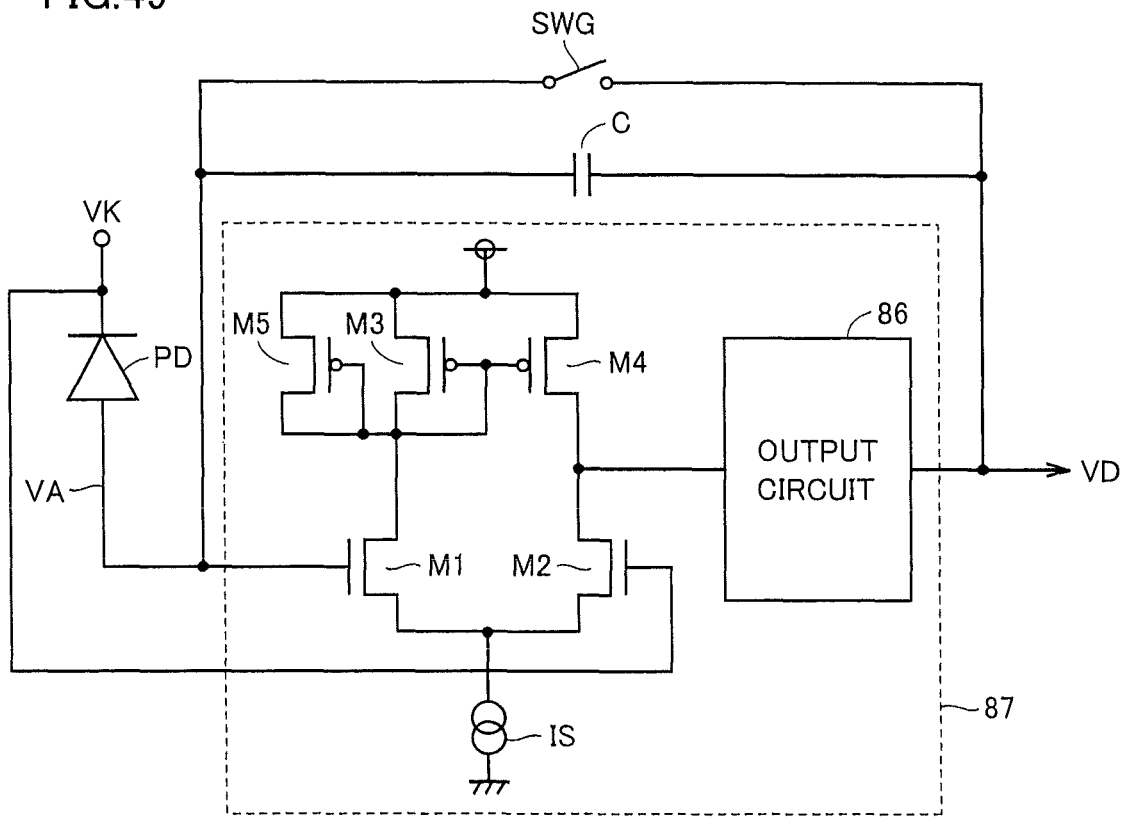 FIG.49
SWG
C
VK
PD
VA
M5
M3
M4
86
OUTPUT
CIRCUIT
VD
M1
M2
IS
87